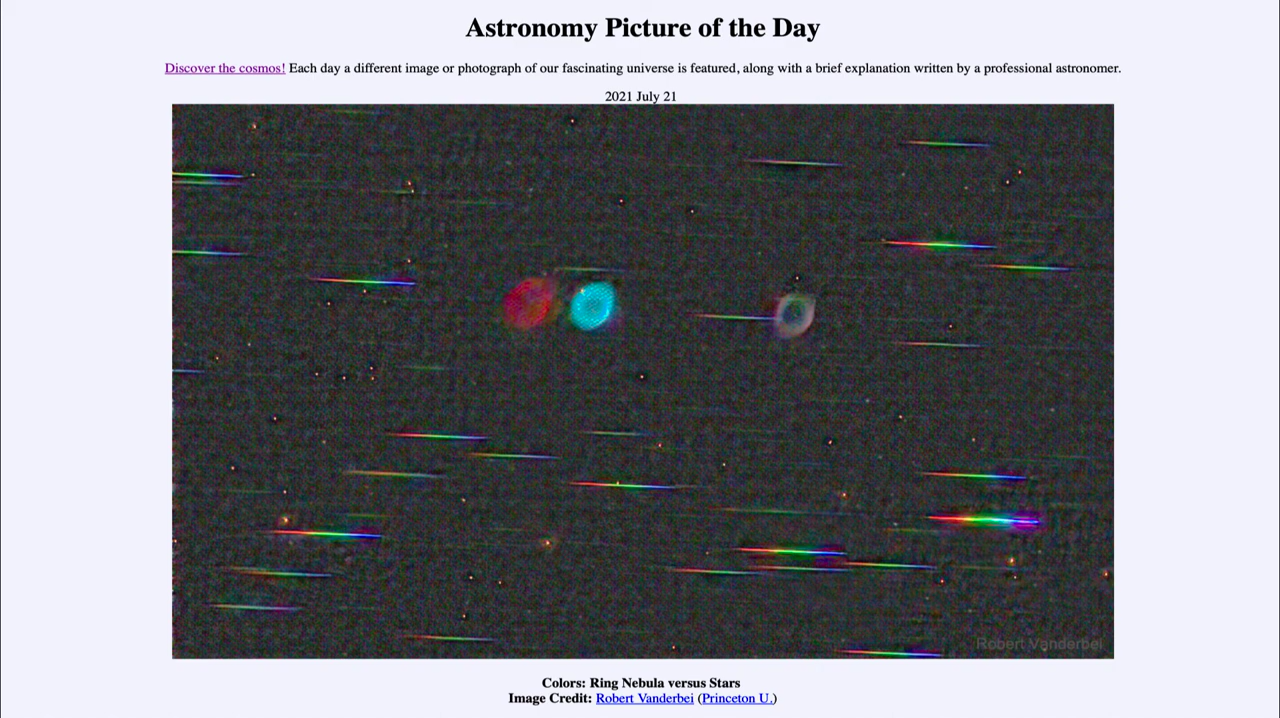 Astronomy Picture of the Day
Discover the cosmos! Each day a different image or photograph of our fascinating universe is featured, along with a brief explanation written by a professional astronomer.
2021 July 21
Robert Vanderbei
Colors: Ring Nebula versus Stars
Image Credit: Robert Vanderbei (Princeton U.)